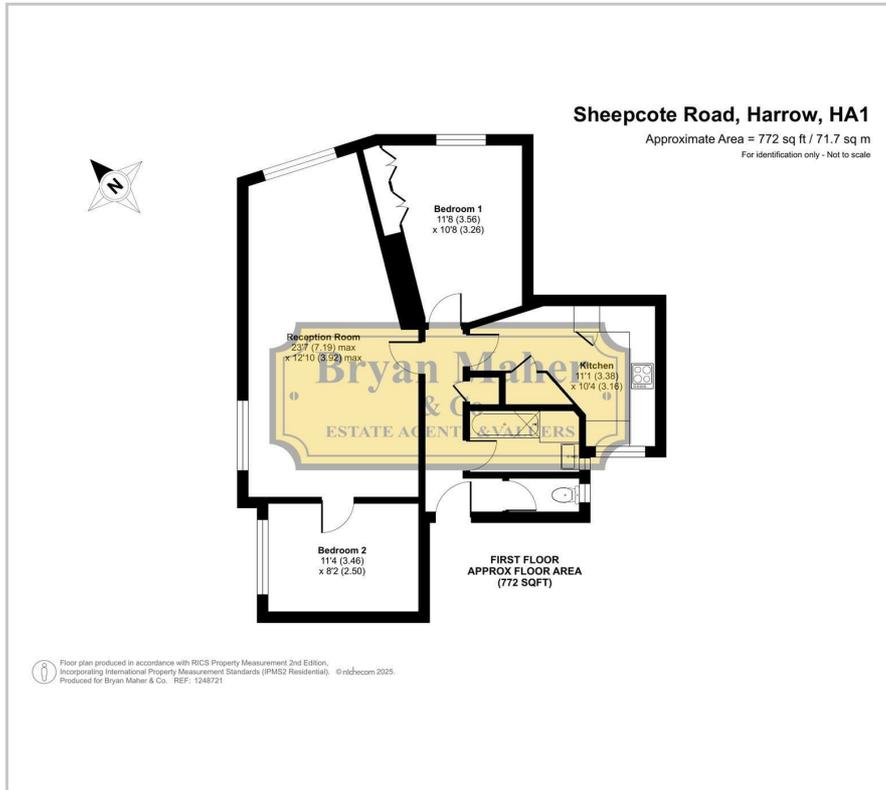 Sheepcote Road, Harrow, HA1
Approximate Area = 772 sq ft / 71.7 sq m
For identification only - Not to scale
N
Bedroom 1
11'8 (3.56)
x 10'8 (3.26)
Reception Room
23'7 (7.19) max
x 12'10 (3.92) max
Kitchen
11'1 (3.38)
x 10'4 (3.16)
Bryan Maher
& Co
ESTATE AGENTS & VALUERS
Bedroom 2
11'4 (3.46)
x 8'2 (2.50)
FIRST FLOOR
APPROX FLOOR AREA
(772 SQFT)
Floor plan produced in accordance with RICS Property Measurement 2nd Edition,
Incorporating International Property Measurement Standards (IPMS2 Residential). © nichecom 2025.
Produced for Bryan Maher & Co. REF: 1248721